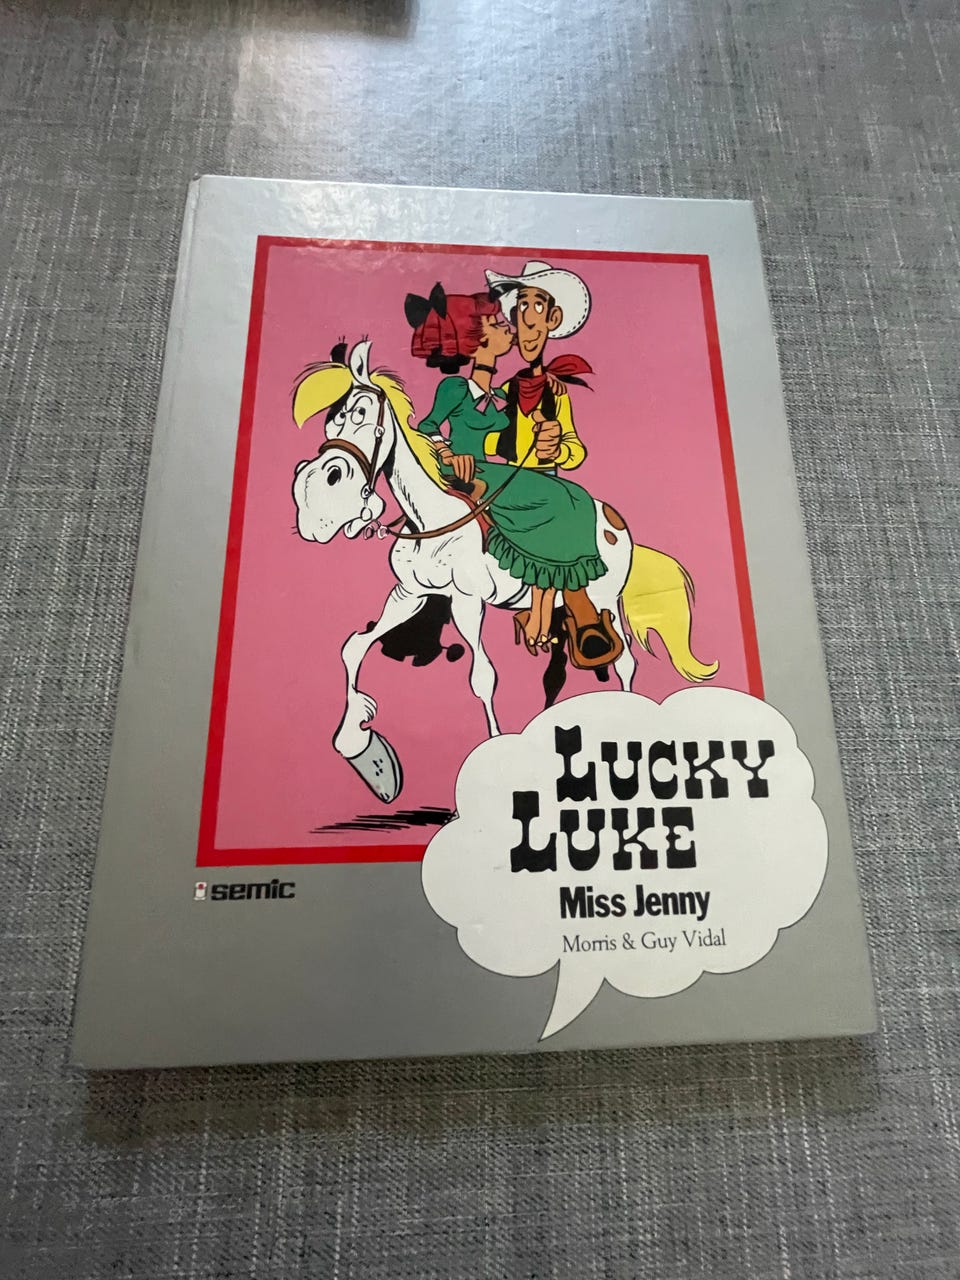 LUCKY
LUKE
Miss Jenny
Morris & Guy Vidal
semic